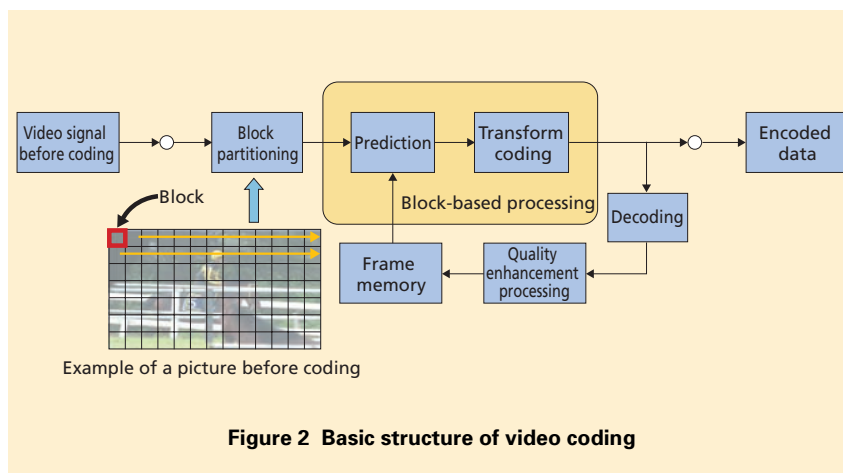 Video signal
before coding
Block
partitioning
Prediction
Transform
coding
Encoded
data
Block-based processing
Block
Decoding
Frame
memory
Quality
enhancement
processing
Example of a picture before coding
Figure 2 Basic structure of video coding